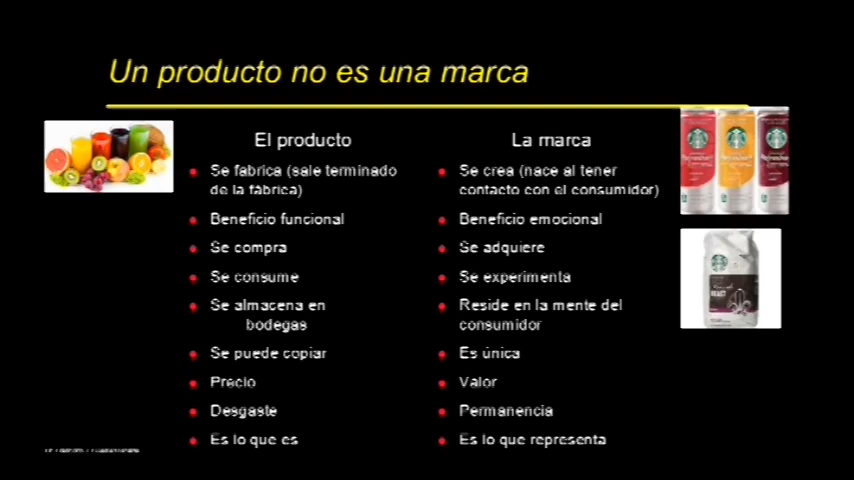 Un producto no es una marca
El producto
Se fabrica (sale terminado
de la fábrica)
Beneficio funcional
Se compra
Se consume
Se almacena en
bodegas
Se puede copiar
Precio
Desgaste
Es lo que es
La marca
Se crea (nace al tener
contacto con el consumidor)
Beneficio emocional
Se adquiere
Se experimenta
Reside en la mente del
consumidor
Es única
Valor
Permanencia
Es lo que representa